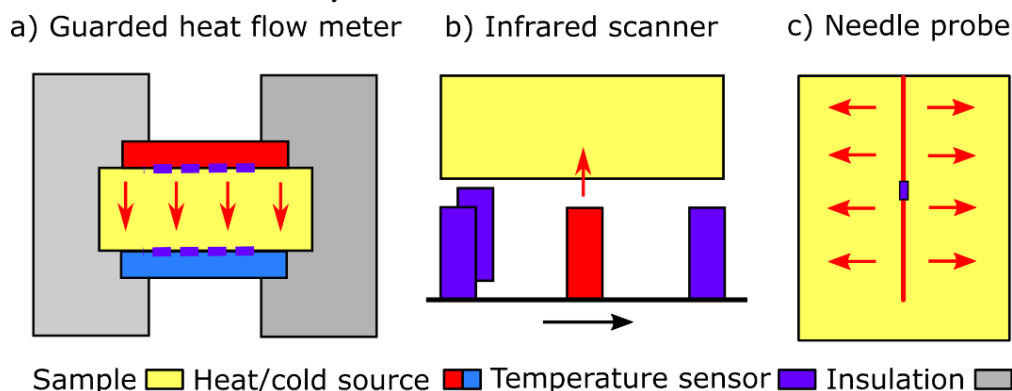 a) Guarded heat flow meter
b) Infrared scanner
c) Needle probe
Sample Heat/cold source Temperature sensor Insulation